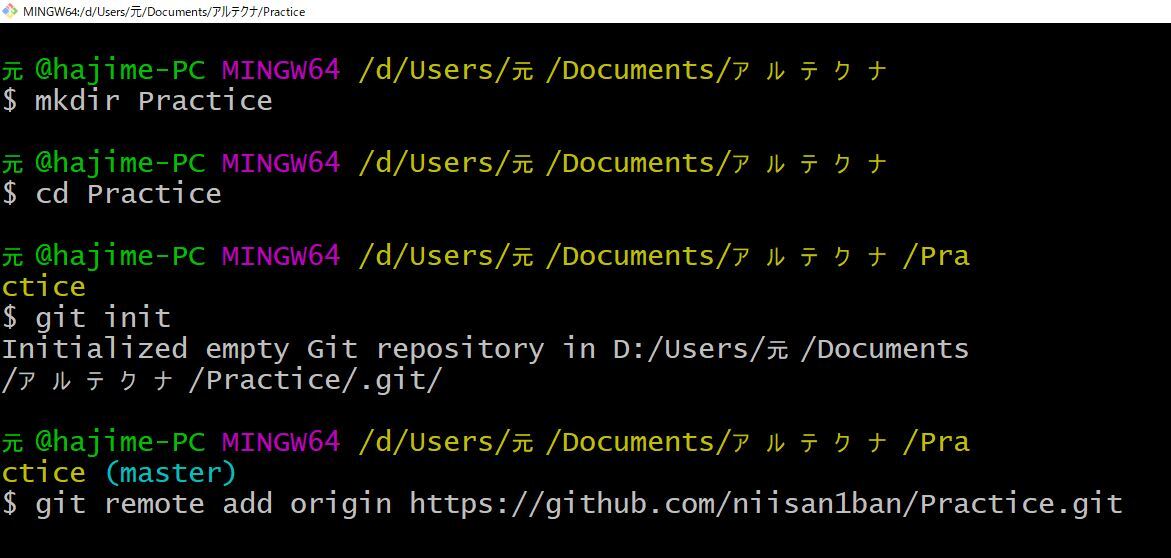 MINGW64:/d/Users/元/Documents/アルテクナ/Practice
元@hajime-PC MINGW64 /d/Users/元/Documents/アルテクナ
$ mkdir Practice
元@hajime-PC MINGW64 /d/Users/元/Documents/アルテクナ
$ cd Practice
元@hajime-PC MINGW64 /d/Users/元/Documents/アルテクナ/Pra
ctice
$ git init
Initialized empty Git repository in D:/Users/元/Documents
/アルテクナ/Practice/.git/
元@hajime-PC MINGW64 /d/Users/元/Documents/アルテクナ/Pra
ctice (master)
$ git remote add origin https://github.com/niisan1ban/Practice.git